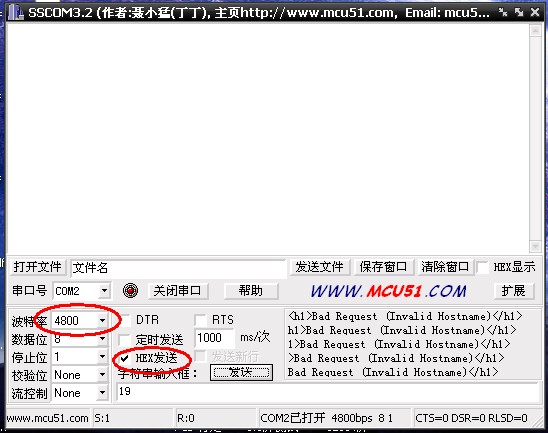 SSCOM3.2 (作者:聂小猛(丁丁), 主页http://www.mcu51.com, Email: mcu5...
打开文件 文件名 发送文件 保存窗口 清除窗口 HEX显示
串口号 COM2 关闭串口 帮助 WWW.MCU51.COM 扩展
波特率 4800 DTR RTS
数据位 8 定时发送 1000 ms/次
停止位 1 HEX发送 发送新行
校验位 None 字符串输入框: 发送
流控制 None 19
<h1>Bad Request (Invalid Hostname)</h1>
h1>Bad Request (Invalid Hostname)</h1>
1>Bad Request (Invalid Hostname)</h1>
>Bad Request (Invalid Hostname)</h1>
Bad Request (Invalid Hostname)</h1>
www.mcu51.com S:1 R:0 COM2已打开 4800bps 8 1 CTS=0 DSR=0 RLSD=0